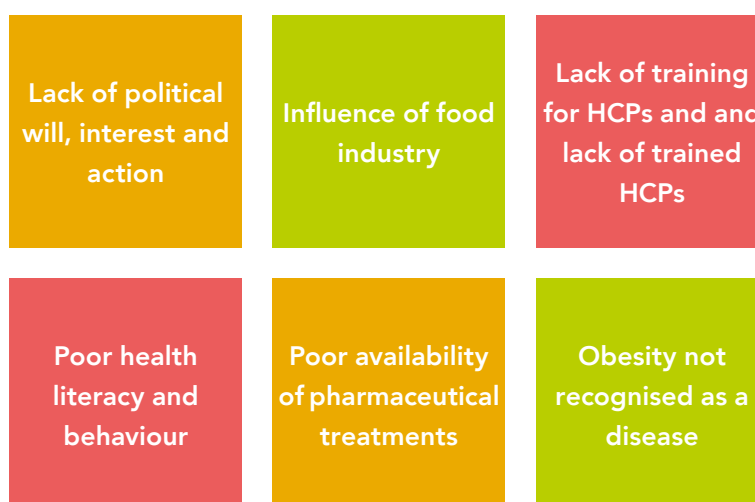 Lack of political
will, interest and
action
Influence of food
industry
Lack of training
for HCPs and and
lack of trained
HCPs
Poor health
literacy and
behaviour
Poor availability
of pharmaceutical
treatments
Obesity not
recognised as a
disease